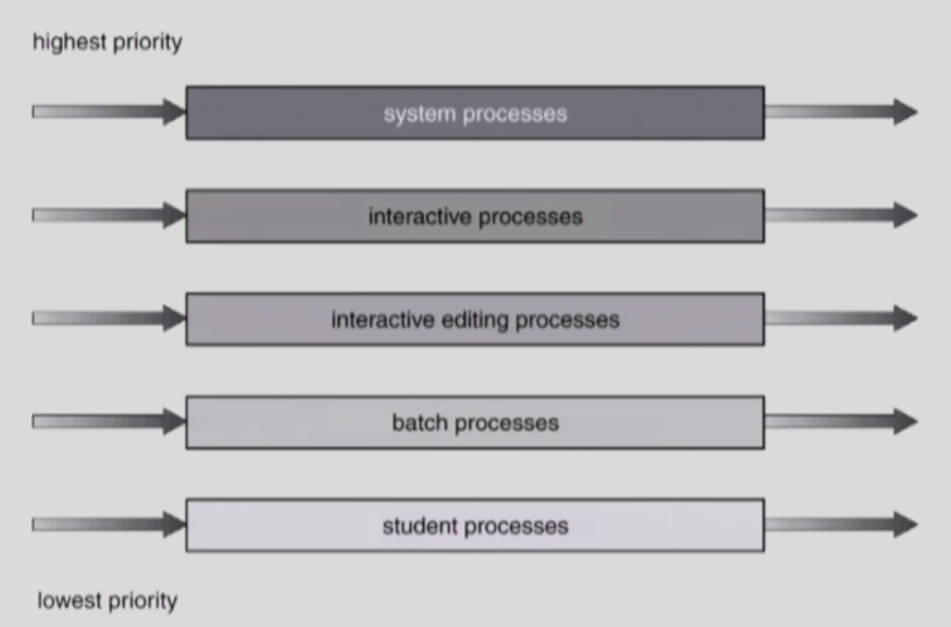 highest priority
system processes
interactive processes
interactive editing processes
batch processes
student processes
lowest priority